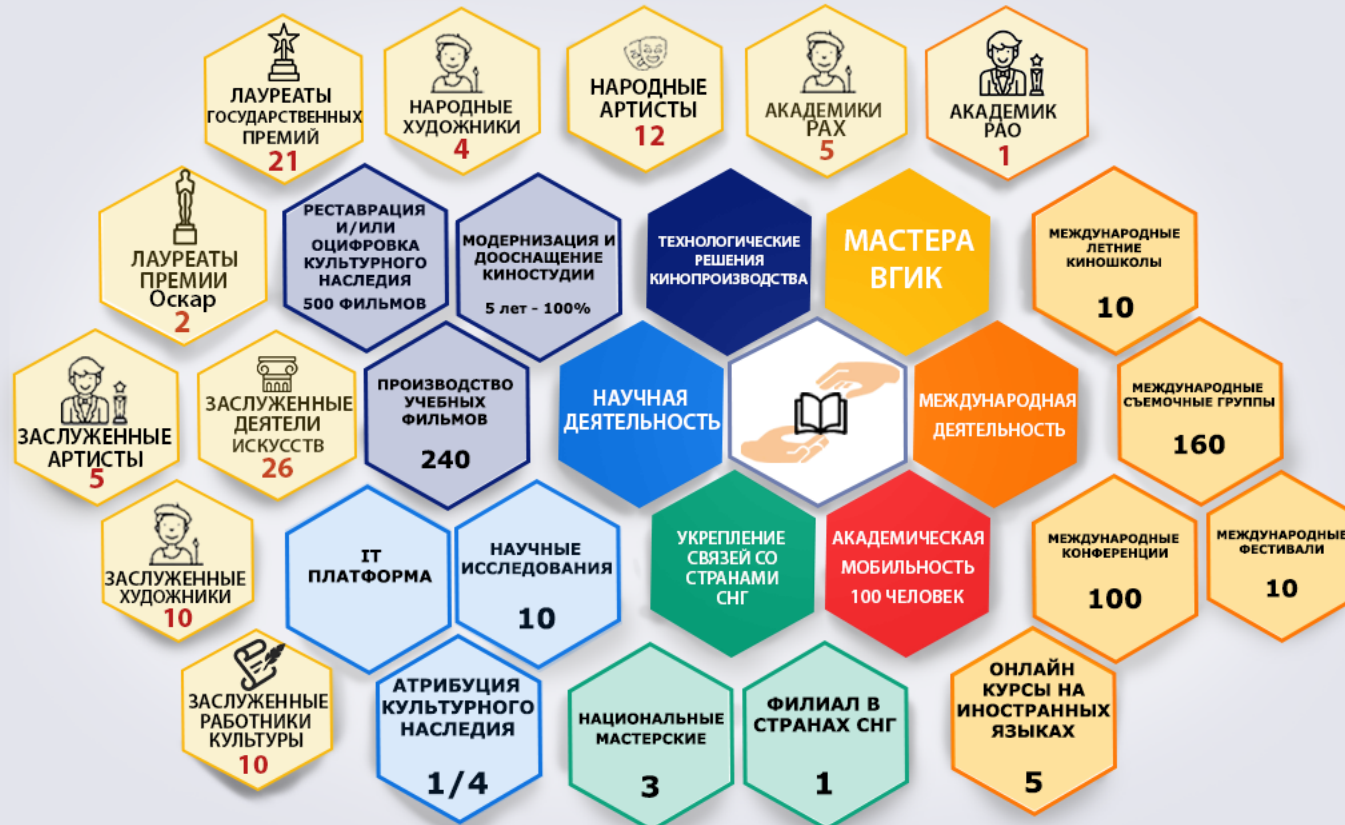 ЛАУРЕАТЫ
ГОСУДАРСТВЕННЫХ
ПРЕМИЙ
21
НАРОДНЫЕ
ХУДОЖНИКИ
4
НАРОДНЫЕ
АРТИСТЫ
12
АКАДЕМИКИ
РАХ
5
АКАДЕМИК
РАО
1
ЛАУРЕАТЫ
ПРЕМИИ
Оскар
2
РЕСТАВРАЦИЯ
И/ИЛИ
ОЦИФРОВКА
КУЛЬТУРНОГО
НАСЛЕДИЯ
500 ФИЛЬМОВ
МОДЕРНИЗАЦИЯ И
ДООСНАЩЕНИЕ
КИНОСТУДИИ
5 лет - 100%
ТЕХНОЛОГИЧЕСКИЕ
РЕШЕНИЯ
КИНОПРОИЗВОДСТВА
МАСТЕРА
ВГИК
МЕЖДУНАРОДНЫЕ
ЛЕТНИЕ
КИНОШКОЛЫ
10
ЗАСЛУЖЕННЫЕ
АРТИСТЫ
5
ЗАСЛУЖЕННЫЕ
ДЕЯТЕЛИ
ИСКУССТВ
26
ПРОИЗВОДСТВО
УЧЕБНЫХ
ФИЛЬМОВ
240
НАУЧНАЯ
ДЕЯТЕЛЬНОСТЬ
МЕЖДУНАРОДНАЯ
ДЕЯТЕЛЬНОСТЬ
МЕЖДУНАРОДНЫЕ
СЪЕМОЧНЫЕ ГРУППЫ
160
ЗАСЛУЖЕННЫЕ
ХУДОЖНИКИ
10
IT
ПЛАТФОРМА
НАУЧНЫЕ
ИССЛЕДОВАНИЯ
10
УКРЕПЛЕНИЕ
СВЯЗЕЙ СО
СТРАНАМИ
СНГ
АКАДЕМИЧЕСКАЯ
МОБИЛЬНОСТЬ
100 ЧЕЛОВЕК
МЕЖДУНАРОДНЫЕ
КОНФЕРЕНЦИИ
100
МЕЖДУНАРОДНЫЕ
ФЕСТИВАЛИ
10
ЗАСЛУЖЕННЫЕ
РАБОТНИКИ
КУЛЬТУРЫ
10
АТРИБУЦИЯ
КУЛЬТУРНОГО
НАСЛЕДИЯ
1/4
НАЦИОНАЛЬНЫЕ
МАСТЕРСКИЕ
3
ФИЛИАЛ В
СТРАНАХ СНГ
1
ОНЛАЙН
КУРСЫ НА
ИНОСТРАННЫХ
ЯЗЫКАХ
5